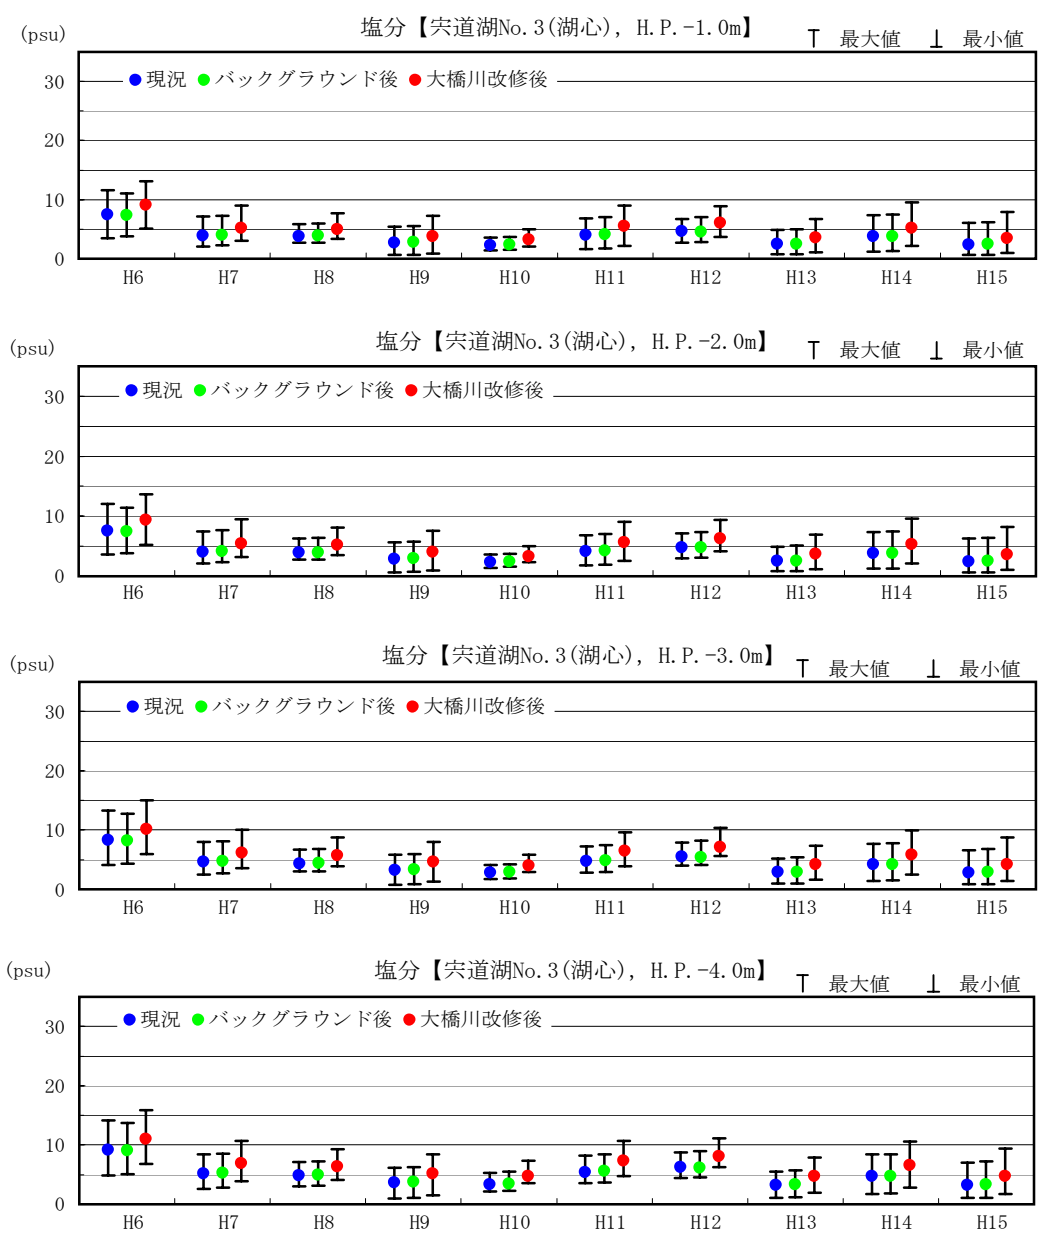 塩分【宍道湖No.3(湖心), H.P.-1.0m】
(psu) 最大値 最小値
現況 バックグラウンド後 大橋川改修後
30
20
10
0
H6 H7 H8 H9 H10 H11 H12 H13 H14 H15
塩分【宍道湖No.3(湖心), H.P.-2.0m】
(psu) 最大値 最小値
現況 バックグラウンド後 大橋川改修後
30
20
10
0
H6 H7 H8 H9 H10 H11 H12 H13 H14 H15
塩分【宍道湖No.3(湖心), H.P.-3.0m】
(psu) 最大値 最小値
現況 バックグラウンド後 大橋川改修後
30
20
10
0
H6 H7 H8 H9 H10 H11 H12 H13 H14 H15
塩分【宍道湖No.3(湖心), H.P.-4.0m】
(psu) 最大値 最小値
現況 バックグラウンド後 大橋川改修後
30
20
10
0
H6 H7 H8 H9 H10 H11 H12 H13 H14 H15